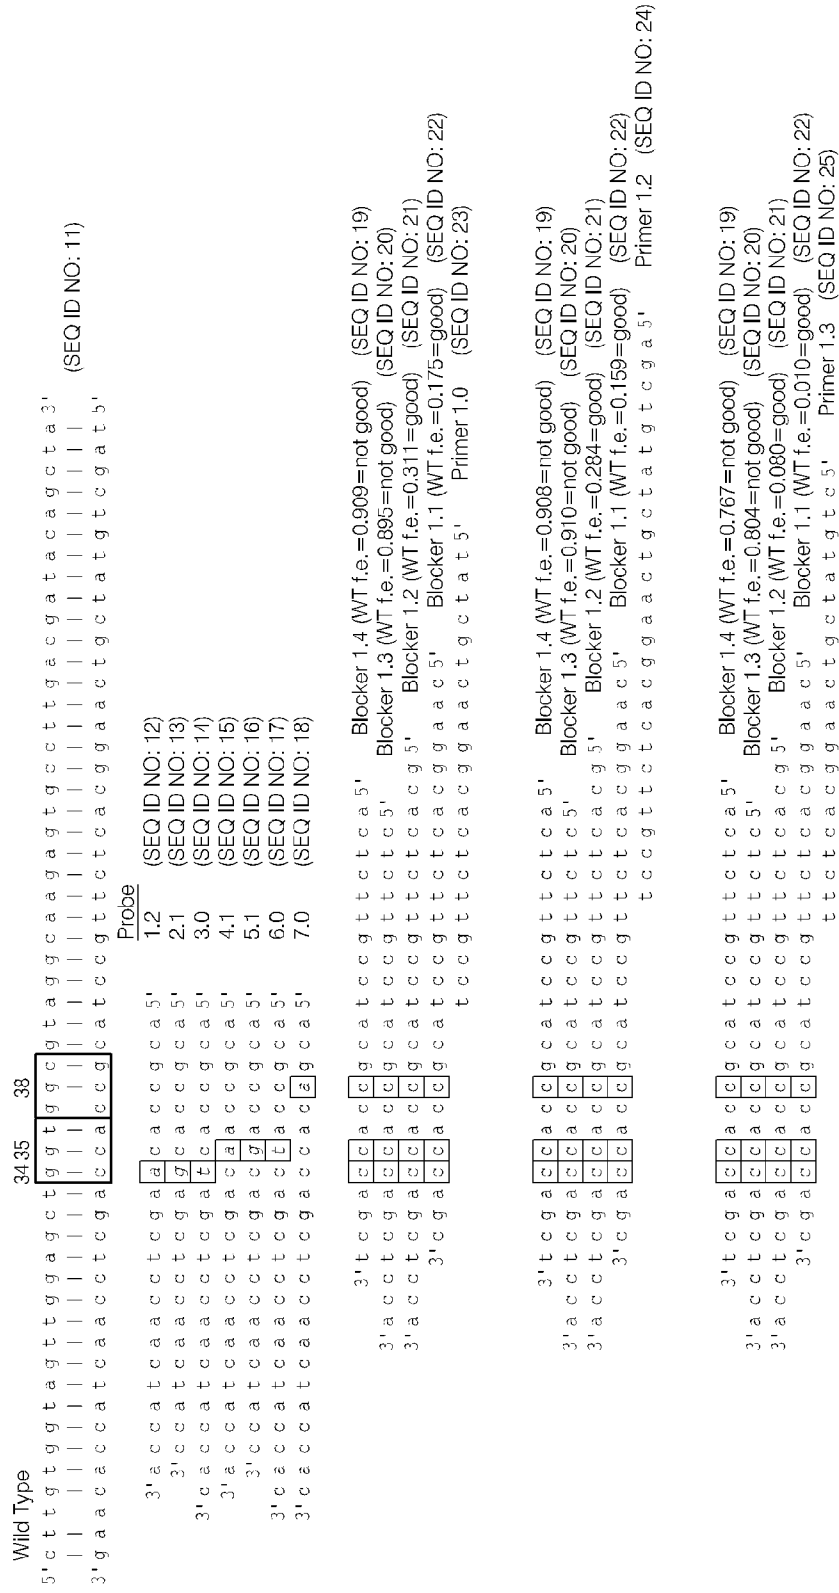 Wild Type 34 35 38
5' c t t g t g g t a g t t g g a g c t g g t g g c g t a g g c a a g a g t g c c t t g a c g a t a c a g c t a 3'
(SEQ ID NO: 11)
3' g a a c a c c a t c a a c c t c g a c c a c c g c a t c c g t t c t c a c g g a a c t g c t a t g t c g a t 5'
Probe
3' a c c a t c a a c c t c g a a c a c c g c a 5' 1.2 (SEQ ID NO: 12)
3' c c a t c a a c c t c g a g c a c c g c a 5' 2.1 (SEQ ID NO: 13)
3' c a c c a t c a a c c t c g a t c a c c g c a 5' 3.0 (SEQ ID NO: 14)
3' a c c a t c a a c c t c g a c a a c c g c a 5' 4.1 (SEQ ID NO: 15)
3' c c a t c a a c c t c g a c g a c c g c a 5' 5.1 (SEQ ID NO: 16)
3' c a c c a t c a a c c t c g a c t a c c g c a 5' 6.0 (SEQ ID NO: 17)
3' c a c c a t c a a c c t c g a c c a c a g c a 5' 7.0 (SEQ ID NO: 18)
3' t c g a c c a c c g c a t c c g t t c t c a 5' Blocker 1.4 (WT f.e.=0.909=not good) (SEQ ID NO: 19)
3' a c c t c g a c c a c c g c a t c c g t t c t c 5' Blocker 1.3 (WT f.e.=0.895=not good) (SEQ ID NO: 20)
3' a c c t c g a c c a c c g c a t c c g t t c t c a c g 5' Blocker 1.2 (WT f.e.=0.311=good) (SEQ ID NO: 21)
3' c g a c c a c c g c a t c c g t t c t c a c g g a a c 5' Blocker 1.1 (WT f.e.=0.175=good) (SEQ ID NO: 22)
t c c g t t c t c a c g g a a c t g c t a t 5' Primer 1.0 (SEQ ID NO: 23)
3' t c g a c c a c c g c a t c c g t t c t c a 5' Blocker 1.4 (WT f.e.=0.908=not good) (SEQ ID NO: 19)
3' a c c t c g a c c a c c g c a t c c g t t c t c 5' Blocker 1.3 (WT f.e.=0.910=not good) (SEQ ID NO: 20)
3' a c c t c g a c c a c c g c a t c c g t t c t c a c g 5' Blocker 1.2 (WT f.e.=0.284=good) (SEQ ID NO: 21)
3' c g a c c a c c g c a t c c g t t c t c a c g g a a c 5' Blocker 1.1 (WT f.e.=0.159=good) (SEQ ID NO: 22)
t c c g t t c t c a c g g a a c t g c t a t g t c g a 5' Primer 1.2 (SEQ ID NO: 24)
3' t c g a c c a c c g c a t c c g t t c t c a 5' Blocker 1.4 (WT f.e.=0.767=not good) (SEQ ID NO: 19)
3' a c c t c g a c c a c c g c a t c c g t t c t c 5' Blocker 1.3 (WT f.e.=0.804=not good) (SEQ ID NO: 20)
3' a c c t c g a c c a c c g c a t c c g t t c t c a c g 5' Blocker 1.2 (WT f.e.=0.080=good) (SEQ ID NO: 21)
3' c g a c c a c c g c a t c c g t t c t c a c g g a a c 5' Blocker 1.1 (WT f.e.=0.010=good) (SEQ ID NO: 22)
t t c t c a c g g a a c t g c t a t g t c 5' Primer 1.3 (SEQ ID NO: 25)